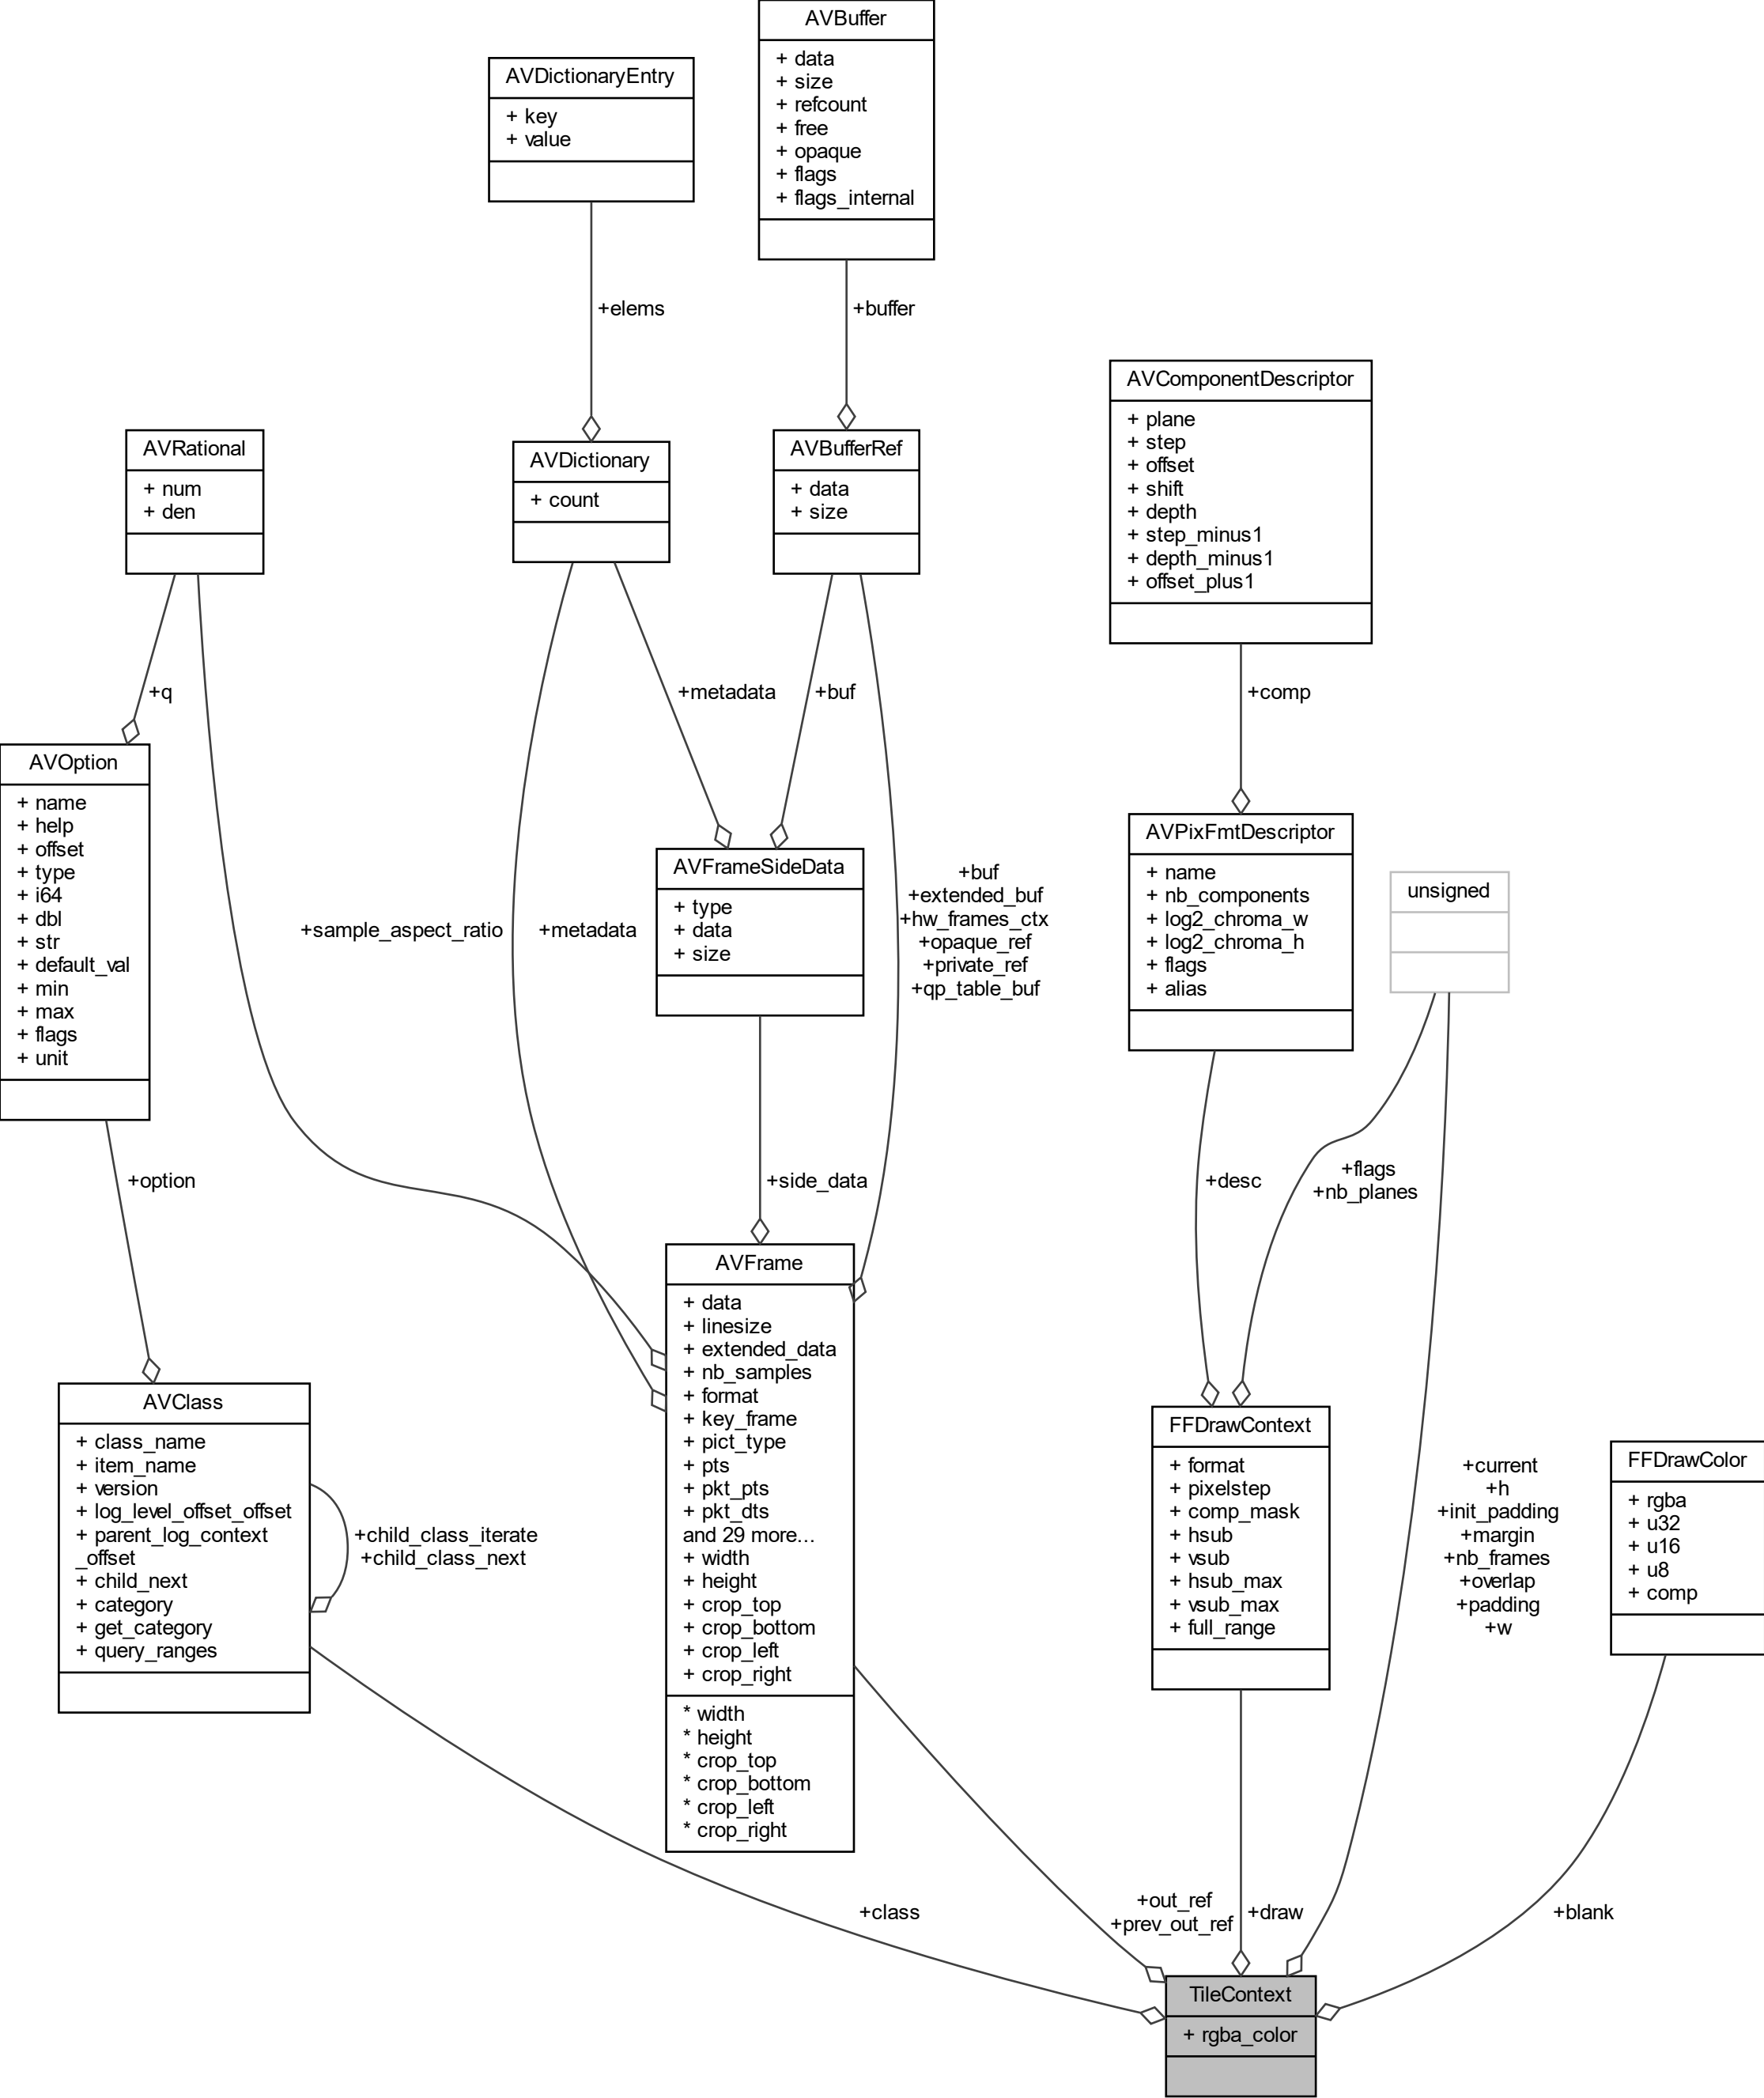 AVBuffer
+ data
+ size
+ refcount
+ free
+ opaque
+ flags
+ flags_internal
AVDictionaryEntry
+ key
+ value
+elems
+buffer
AVComponentDescriptor
+ plane
+ step
+ offset
+ shift
+ depth
+ step_minus1
+ depth_minus1
+ offset_plus1
AVRational
+ num
+ den
AVDictionary
+ count
AVBufferRef
+ data
+ size
+q
+metadata
+buf
+comp
AVOption
+ name
+ help
+ offset
+ type
+ i64
+ dbl
+ str
+ default_val
+ min
+ max
+ flags
+ unit
+sample_aspect_ratio
+metadata
AVFrameSideData
+ type
+ data
+ size
+buf
+extended_buf
+hw_frames_ctx
+opaque_ref
+private_ref
+qp_table_buf
AVPixFmtDescriptor
+ name
+ nb_components
+ log2_chroma_w
+ log2_chroma_h
+ flags
+ alias
unsigned
+option
+side_data
+desc
+flags
+nb_planes
AVFrame
+ data
+ linesize
+ extended_data
+ nb_samples
+ format
+ key_frame
+ pict_type
+ pts
+ pkt_pts
+ pkt_dts
and 29 more...
+ width
+ height
+ crop_top
+ crop_bottom
+ crop_left
+ crop_right
* width
* height
* crop_top
* crop_bottom
* crop_left
* crop_right
AVClass
+ class_name
+ item_name
+ version
+ log_level_offset_offset
+ parent_log_context
_offset
+ child_next
+ category
+ get_category
+ query_ranges
+child_class_iterate
+child_class_next
FFDrawContext
+ format
+ pixelstep
+ comp_mask
+ hsub
+ vsub
+ hsub_max
+ vsub_max
+ full_range
+current
+h
+init_padding
+margin
+nb_frames
+overlap
+padding
+w
FFDrawColor
+ rgba
+ u32
+ u16
+ u8
+ comp
+class
+out_ref
+prev_out_ref
+draw
+blank
TileContext
+ rgba_color